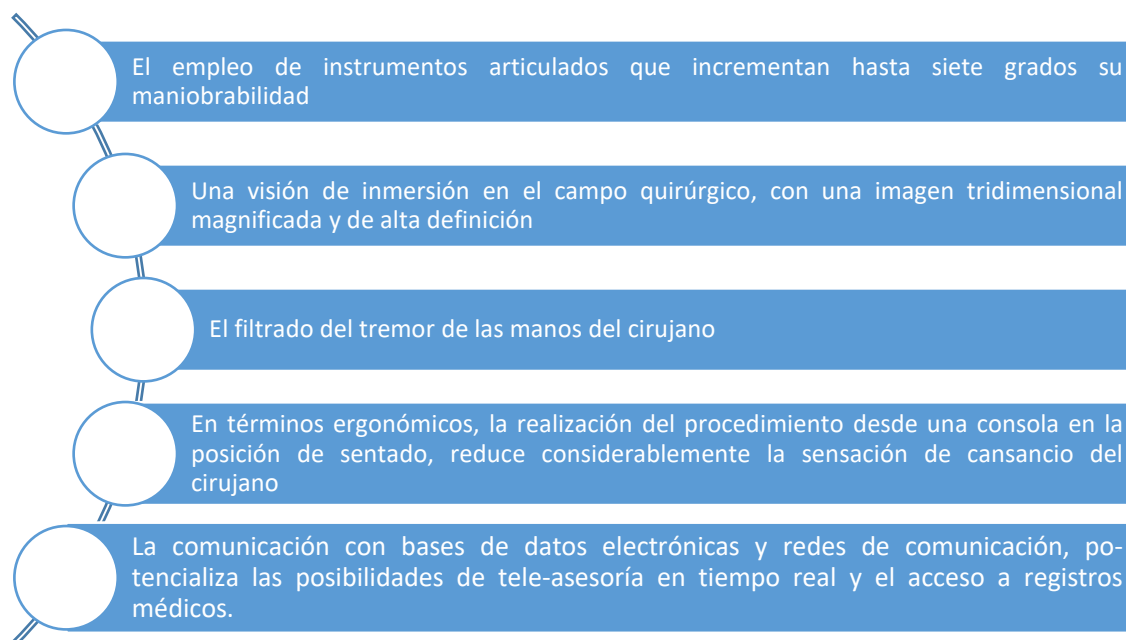 El empleo de instrumentos articulados que incrementan hasta siete grados su
maniobrabilidad
Una visión de inmersión en el campo quirúrgico, con una imagen tridimensional
magnificada y de alta definición
El filtrado del tremor de las manos del cirujano
En términos ergonómicos, la realización del procedimiento desde una consola en la
posición de sentado, reduce considerablemente la sensación de cansancio del
cirujano
La comunicación con bases de datos electrónicas y redes de comunicación, po-
tencializa las posibilidades de tele-asesoría en tiempo real y el acceso a registros
médicos.